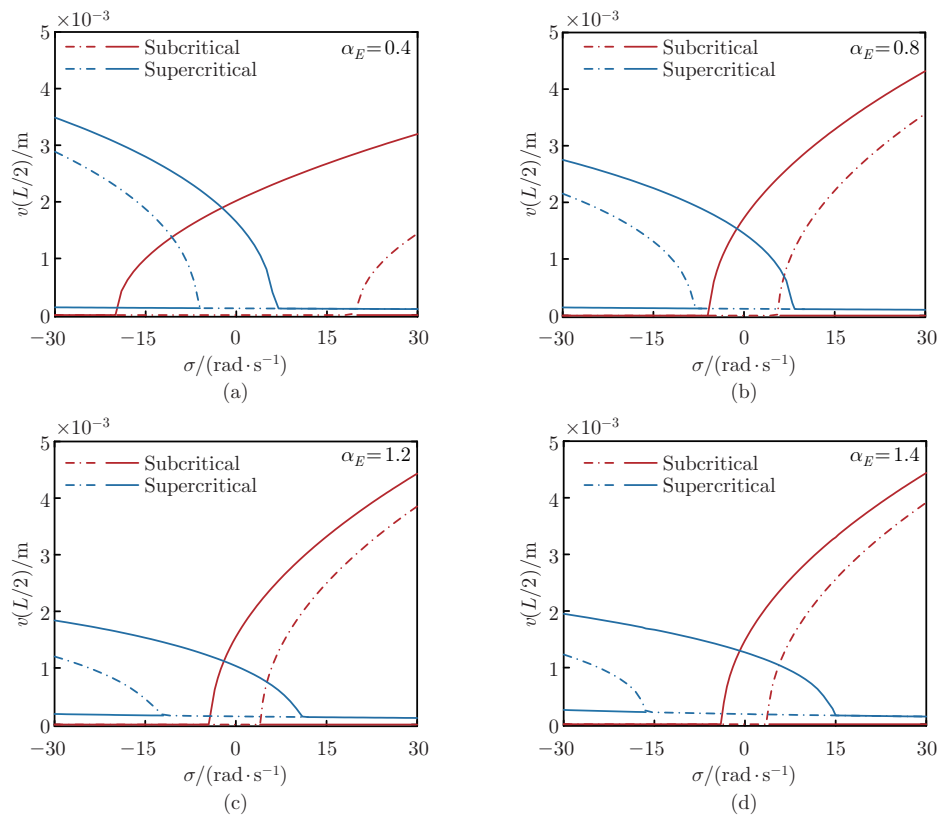 ×10⁻³
5
4
3
2
1
0
−30 −15 0 15 30
v(L/2)/m
σ/(rad·s⁻¹)
Subcritical
Supercritical
α_E=0.4
(a)
×10⁻³
5
4
3
2
1
0
−30 −15 0 15 30
v(L/2)/m
σ/(rad·s⁻¹)
Subcritical
Supercritical
α_E=0.8
(b)
×10⁻³
5
4
3
2
1
0
−30 −15 0 15 30
v(L/2)/m
σ/(rad·s⁻¹)
Subcritical
Supercritical
α_E=1.2
(c)
×10⁻³
5
4
3
2
1
0
−30 −15 0 15 30
v(L/2)/m
σ/(rad·s⁻¹)
Subcritical
Supercritical
α_E=1.4
(d)